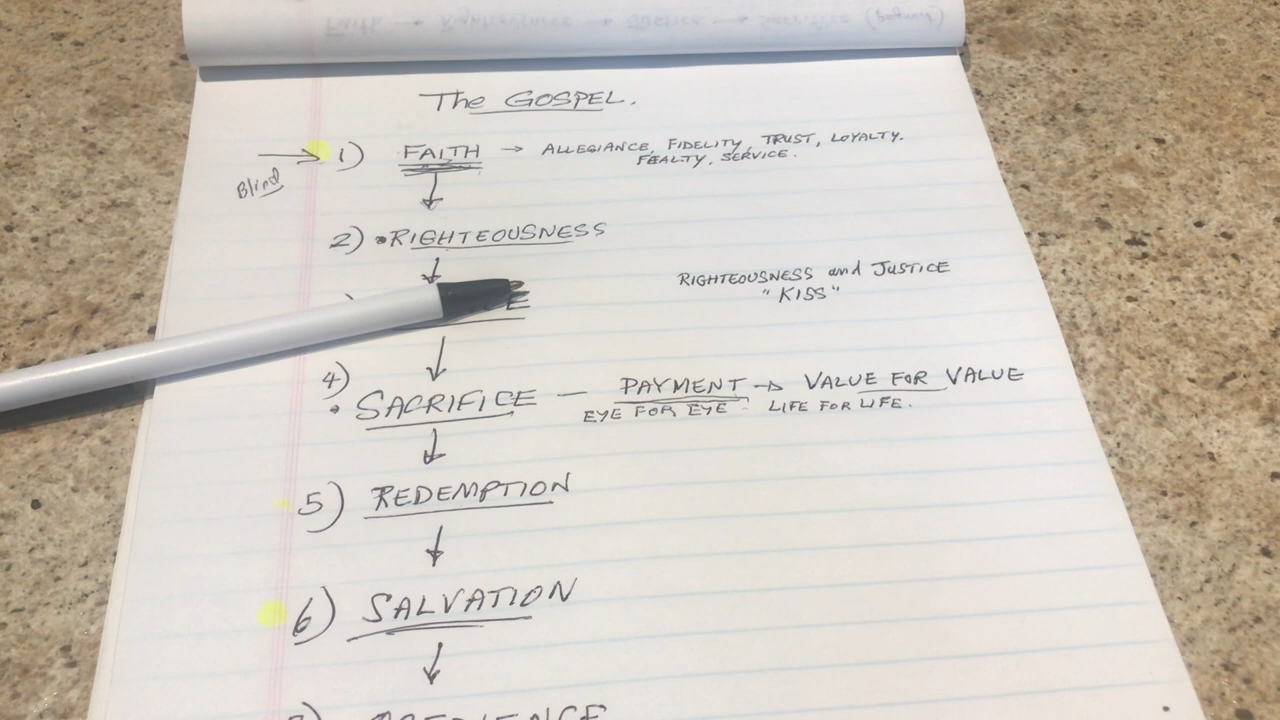 The GOSPEL.
1) FAITH → ALLEGIANCE, FIDELITY, TRUST, LOYALTY.
FEALTY, SERVICE.
Blind
2) • RIGHTEOUSNESS
RIGHTEOUSNESS and JUSTICE
"KISS"
4)
• SACRIFICE — PAYMENT → VALUE FOR VALUE
EYE FOR EYE - LIFE FOR LIFE.
5) REDEMPTION
6) SALVATION